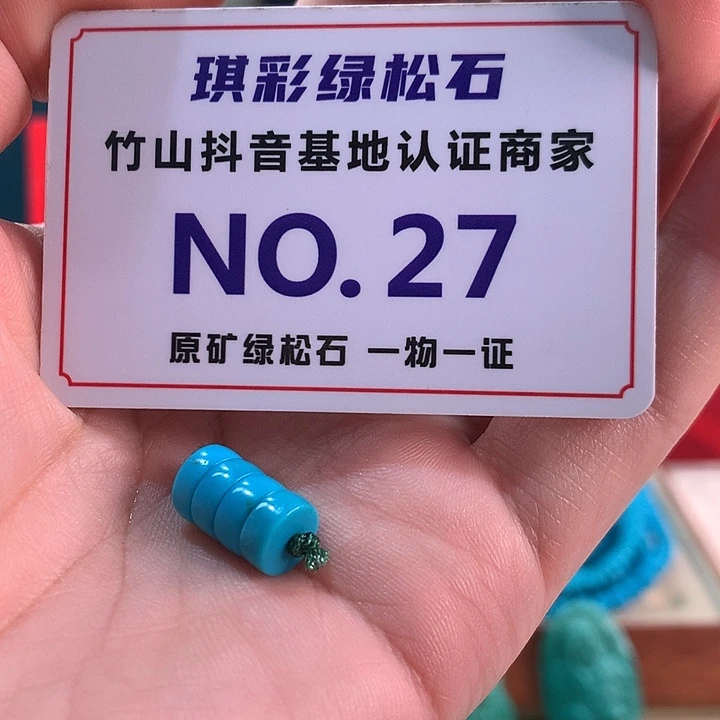 琪彩绿松石
竹山抖音基地认证商家
NO.27
原矿绿松石 一物一证